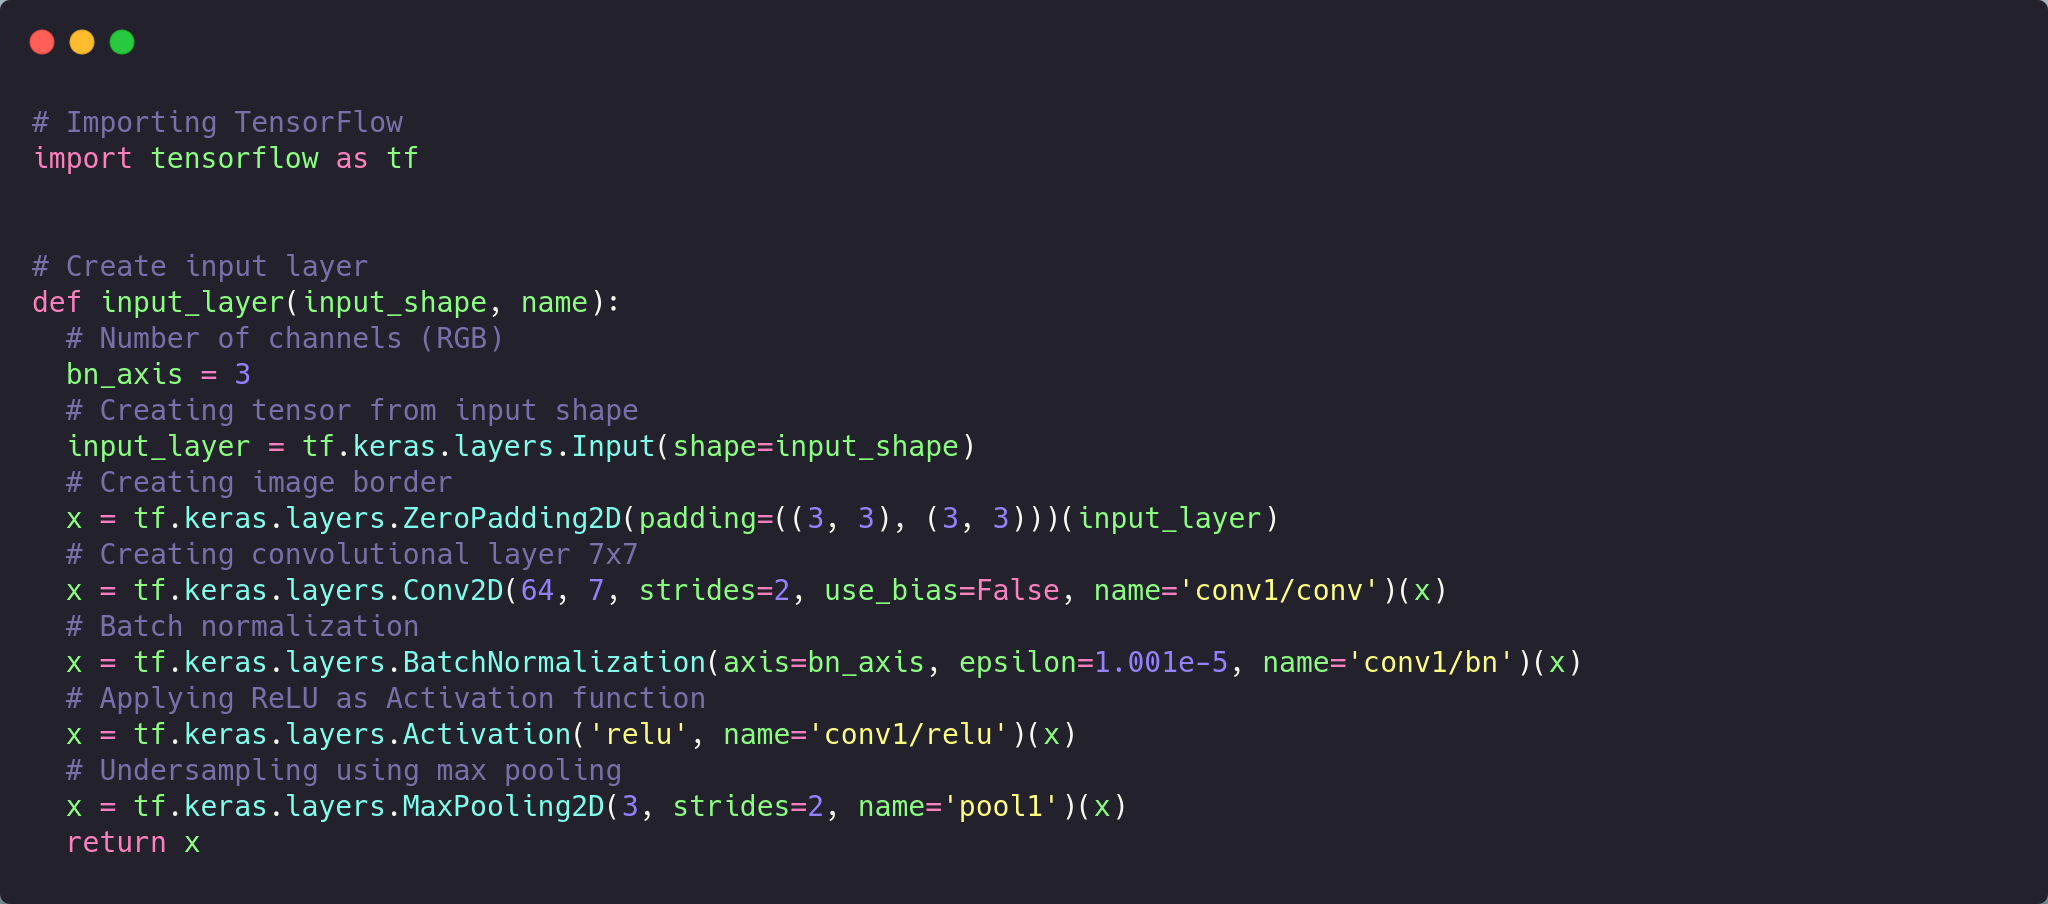 # Importing TensorFlow
import tensorflow as tf
# Create input layer
def input_layer(input_shape, name):
  # Number of channels (RGB)
  bn_axis = 3
  # Creating tensor from input shape
  input_layer = tf.keras.layers.Input(shape=input_shape)
  # Creating image border
  x = tf.keras.layers.ZeroPadding2D(padding=((3, 3), (3, 3)))(input_layer)
  # Creating convolutional layer 7x7
  x = tf.keras.layers.Conv2D(64, 7, strides=2, use_bias=False, name='conv1/conv')(x)
  # Batch normalization
  x = tf.keras.layers.BatchNormalization(axis=bn_axis, epsilon=1.001e-5, name='conv1/bn')(x)
  # Applying ReLU as Activation function
  x = tf.keras.layers.Activation('relu', name='conv1/relu')(x)
  # Undersampling using max pooling
  x = tf.keras.layers.MaxPooling2D(3, strides=2, name='pool1')(x)
  return x